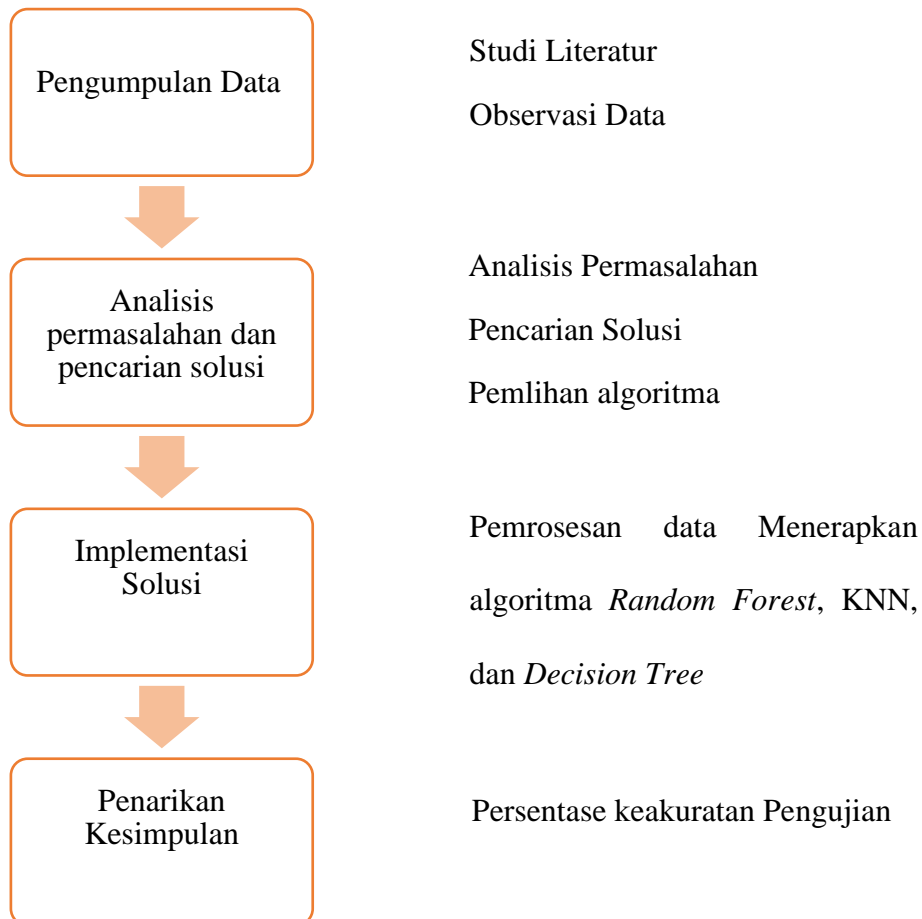 Pengumpulan Data
Studi Literatur
Observasi Data
Analisis
permasalahan dan
pencarian solusi
Analisis Permasalahan
Pencarian Solusi
Pemlihan algoritma
Implementasi
Solusi
Pemrosesan data Menerapkan
algoritma Random Forest, KNN,
dan Decision Tree
Penarikan
Kesimpulan
Persentase keakuratan Pengujian